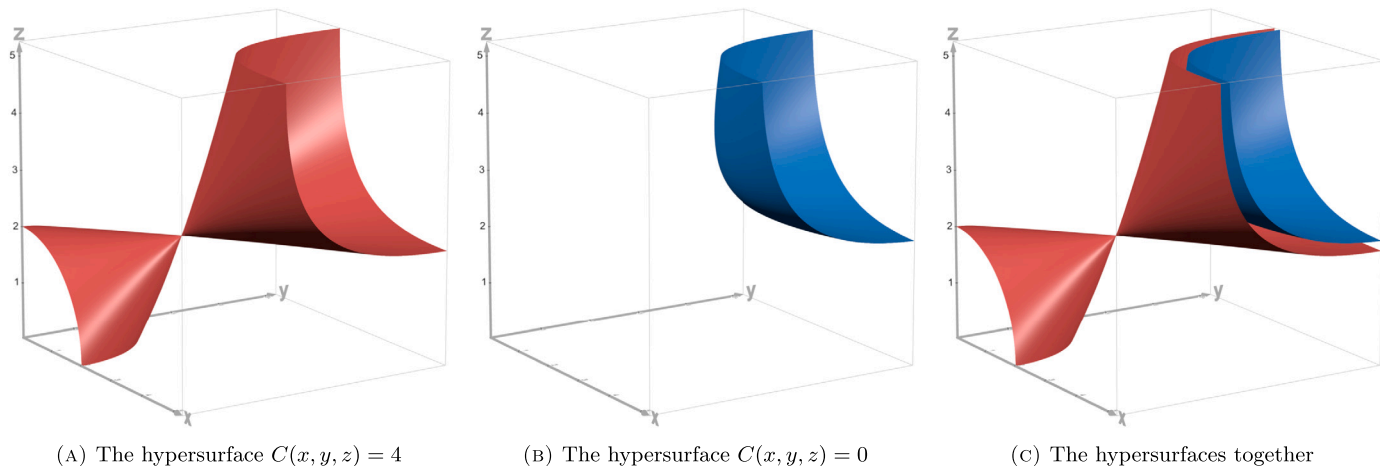 z
5
4
3
2
1
y
x
(A) The hypersurface C(x, y, z) = 4
z
5
4
3
2
1
y
x
(B) The hypersurface C(x, y, z) = 0
z
5
4
3
2
1
y
x
(C) The hypersurfaces together